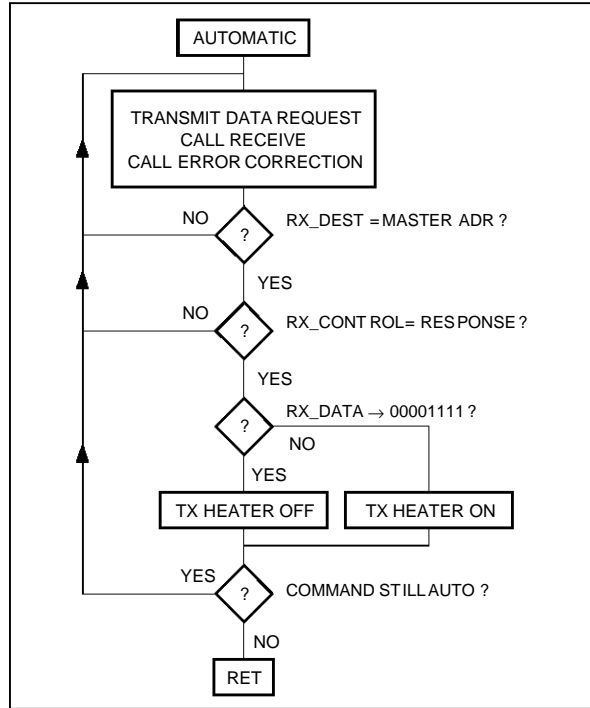 AUTOMATIC
TRANSMIT DATA REQUEST
CALL RECEIVE
CALL ERROR CORRECTION
NO
? RX_DEST = MASTER ADR ?
YES
NO
? RX_CONTROL= RESPONSE ?
YES
? RX_DATA → 00001111 ?
NO
YES
TX HEATER OFF TX HEATER ON
YES
? COMMAND STILL AUTO ?
NO
RET